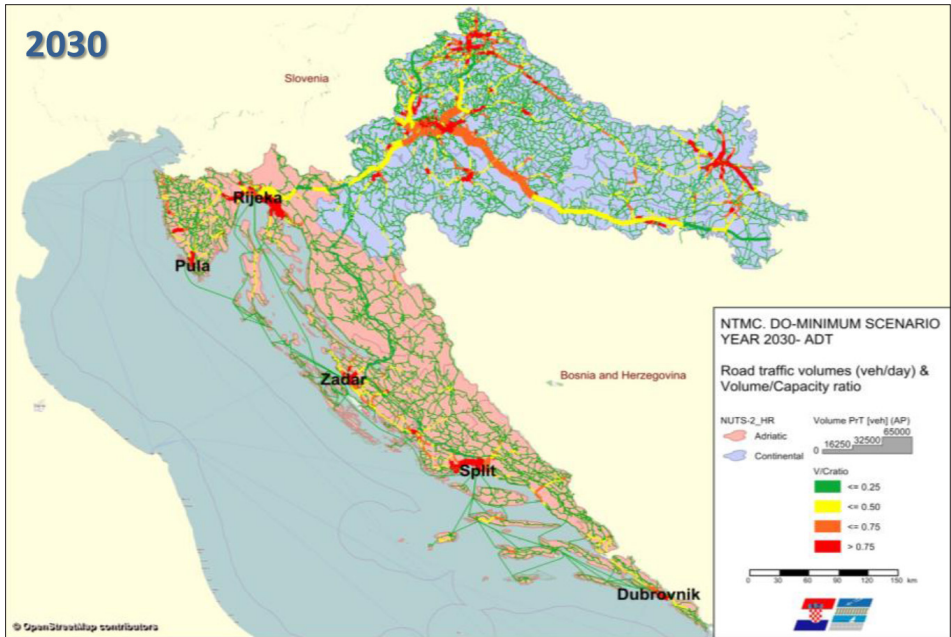 2030
Slovenia
Rijeka
Pula
Zadar
Bosnia and Herzegovina
Split
Dubrovnik
NTMC. DO-MINIMUM SCENARIO
YEAR 2030- ADT
Road traffic volumes (veh/day) &
Volume/Capacity ratio
NUTS-2_HR
Adriatic
Continental
Volume PrT [veh] (AP)
0 16250 32500 65000
V/Cratio
<= 0.25
<= 0.50
<= 0.75
> 0.75
0 30 60 90 120 150 km
© OpenStreetMap contributors